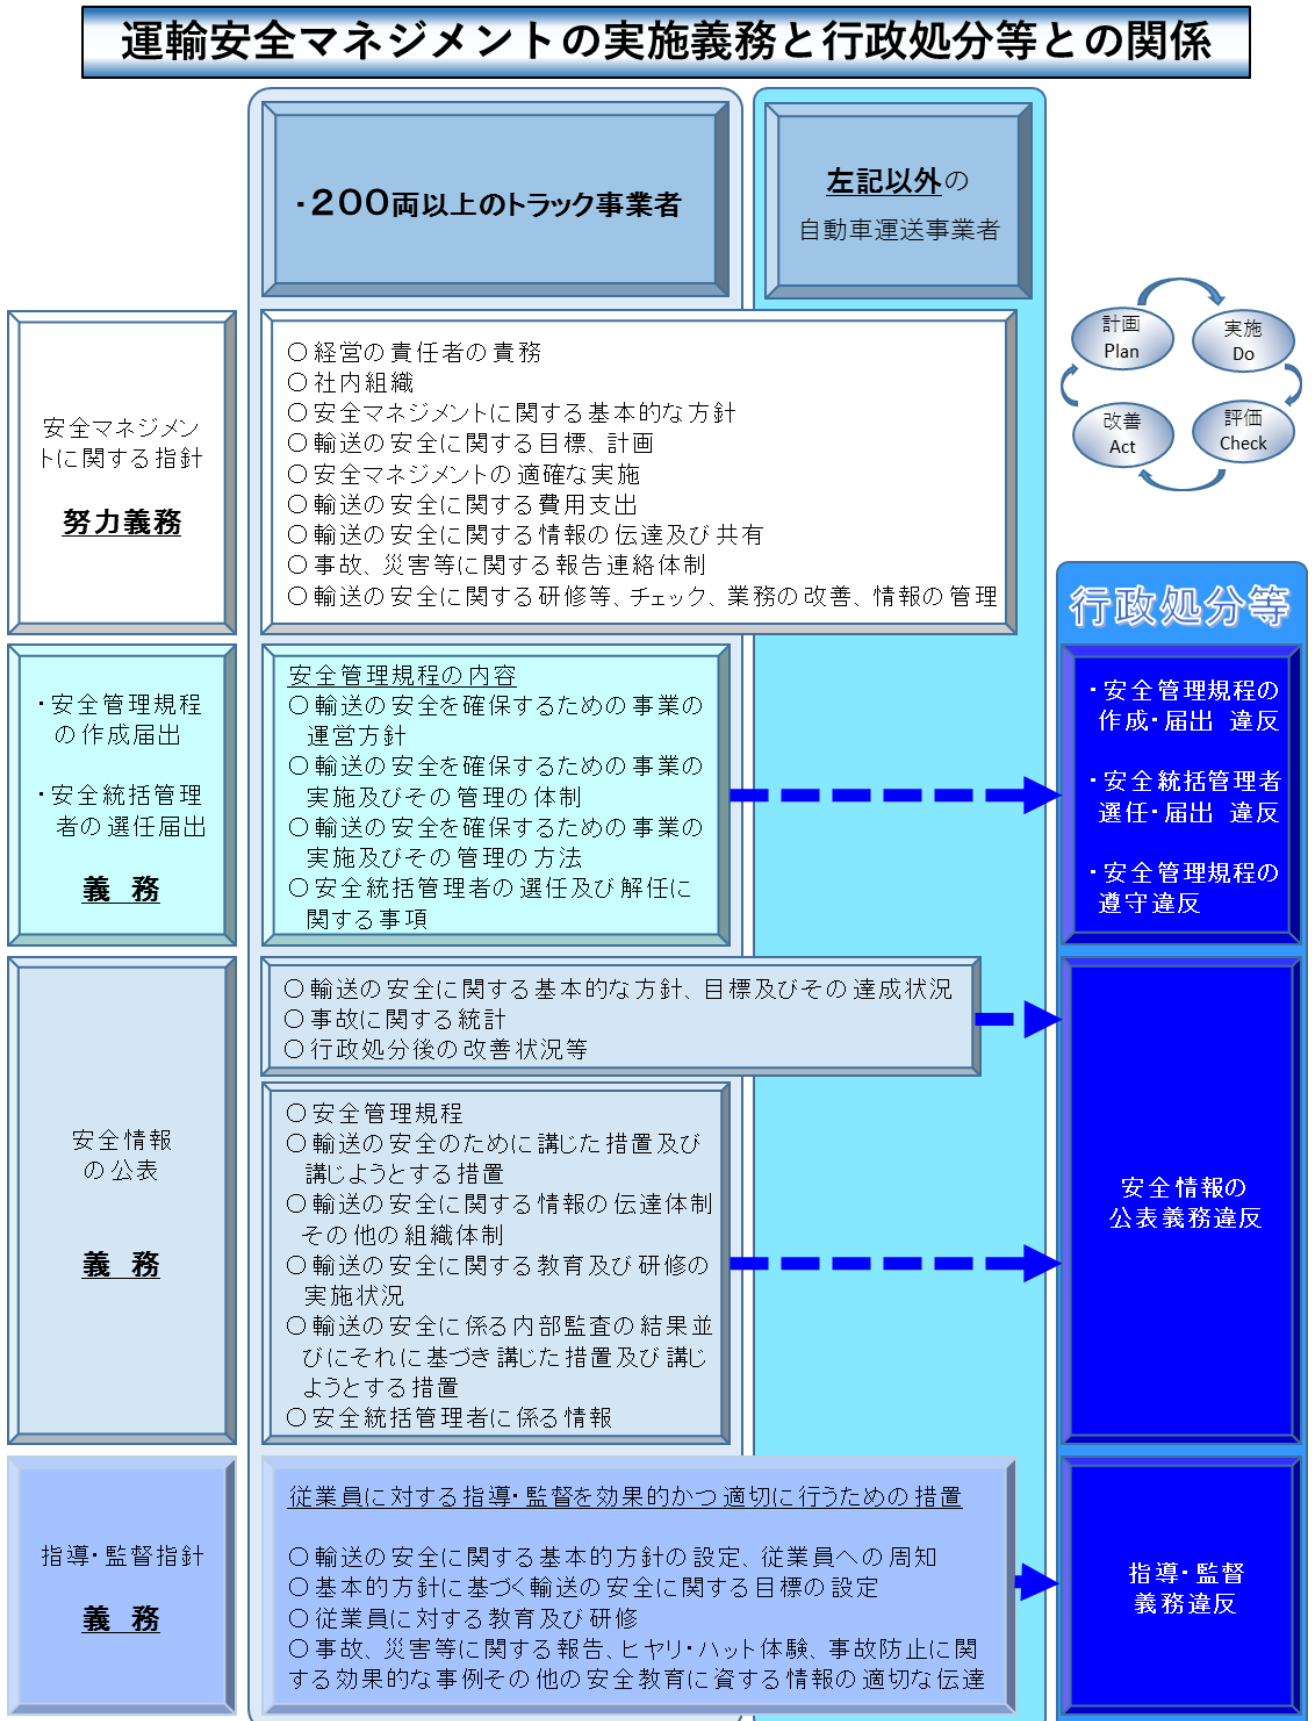 運輸安全マネジメントの実施義務と行政処分等との関係
・200両以上のトラック事業者
左記以外の
自動車運送事業者
計画
Plan
実施
Do
改善
Act
評価
Check
安全マネジメン
トに関する指針
努力義務
○経営の責任者の責務
○社内組織
○安全マネジメントに関する基本的な方針
○輸送の安全に関する目標、計画
○安全マネジメントの適確な実施
○輸送の安全に関する費用支出
○輸送の安全に関する情報の伝達及び共有
○事故、災害等に関する報告連絡体制
○輸送の安全に関する研修等、チェック、業務の改善、情報の管理
行政処分等
・安全管理規程
の作成届出
・安全統括管理
者の選任届出
義 務
安全管理規程の内容
○輸送の安全を確保するための事業の
運営方針
○輸送の安全を確保するための事業の
実施及びその管理の体制
○輸送の安全を確保するための事業の
実施及びその管理の方法
○安全統括管理者の選任及び解任に
関する事項
・安全管理規程の
作成・届出 違反
・安全統括管理者
選任・届出 違反
・安全管理規程の
遵守違反
安全情報
の公表
義 務
○輸送の安全に関する基本的な方針、目標及びその達成状況
○事故に関する統計
○行政処分後の改善状況等
○安全管理規程
○輸送の安全のために講じた措置及び
講じようとする措置
○輸送の安全に関する情報の伝達体制
その他の組織体制
○輸送の安全に関する教育及び研修の
実施状況
○輸送の安全に係る内部監査の結果並
びにそれに基づき講じた措置及び講じ
ようとする措置
○安全統括管理者に係る情報
安全情報の
公表義務違反
指導・監督指針
義 務
従業員に対する指導・監督を効果的かつ適切に行うための措置
○輸送の安全に関する基本的方針の設定、従業員への周知
○基本的方針に基づく輸送の安全に関する目標の設定
○従業員に対する教育及び研修
○事故、災害等に関する報告、ヒヤリ・ハット体験、事故防止に関
する効果的な事例その他の安全教育に資する情報の適切な伝達
指導・監督
義務違反